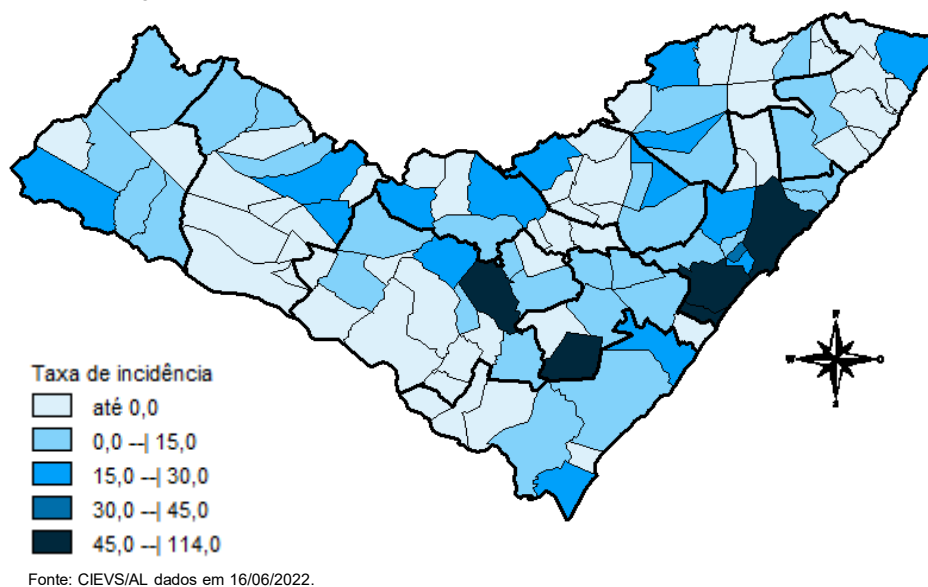 N
W
O
S
Taxa de incidência
até 0,0
0,0 --| 15,0
15,0 --| 30,0
30,0 --| 45,0
45,0 --| 114,0
Fonte: CIEVS/AL dados em 16/06/2022.